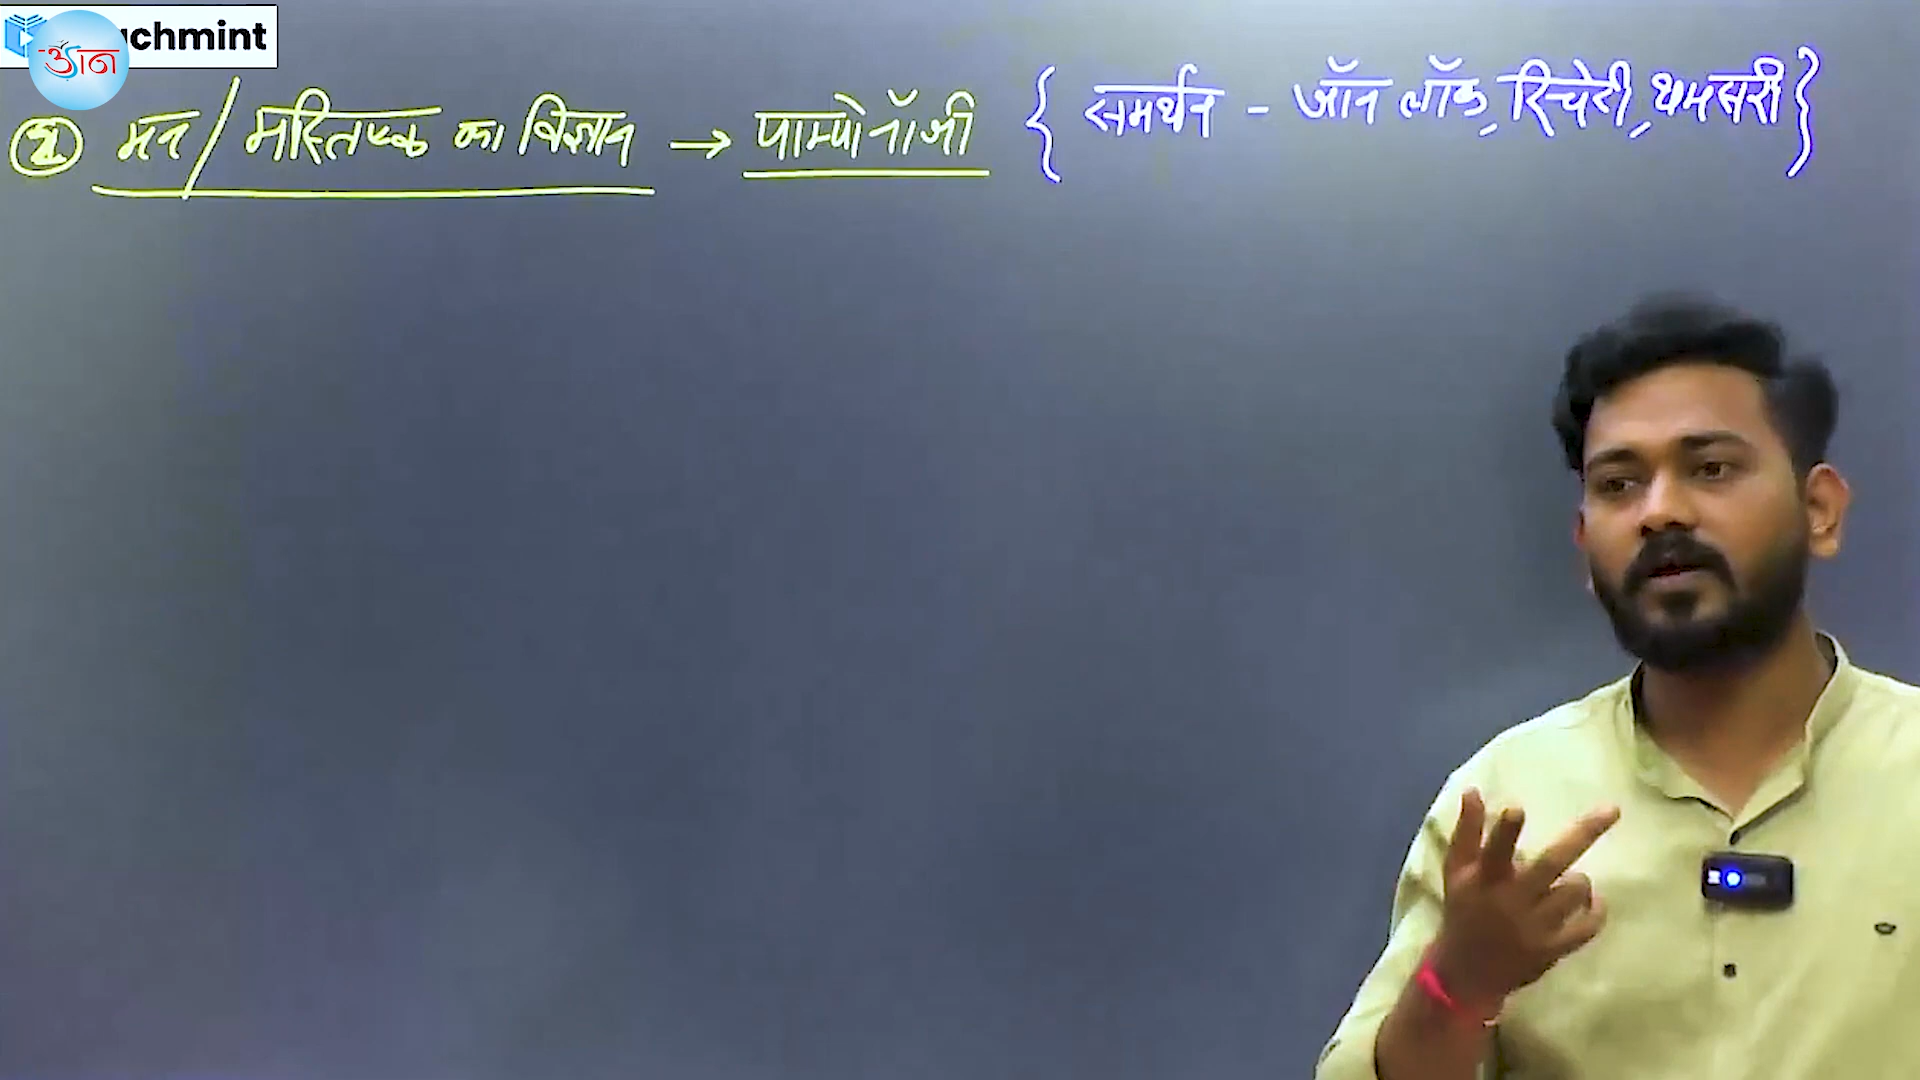 chmint
ज्ञान
② मन / मस्तिष्क का विज्ञान → पाम्पोनॉजी { समर्थन - जॉन लॉक, रिचेटी, थमसरी }